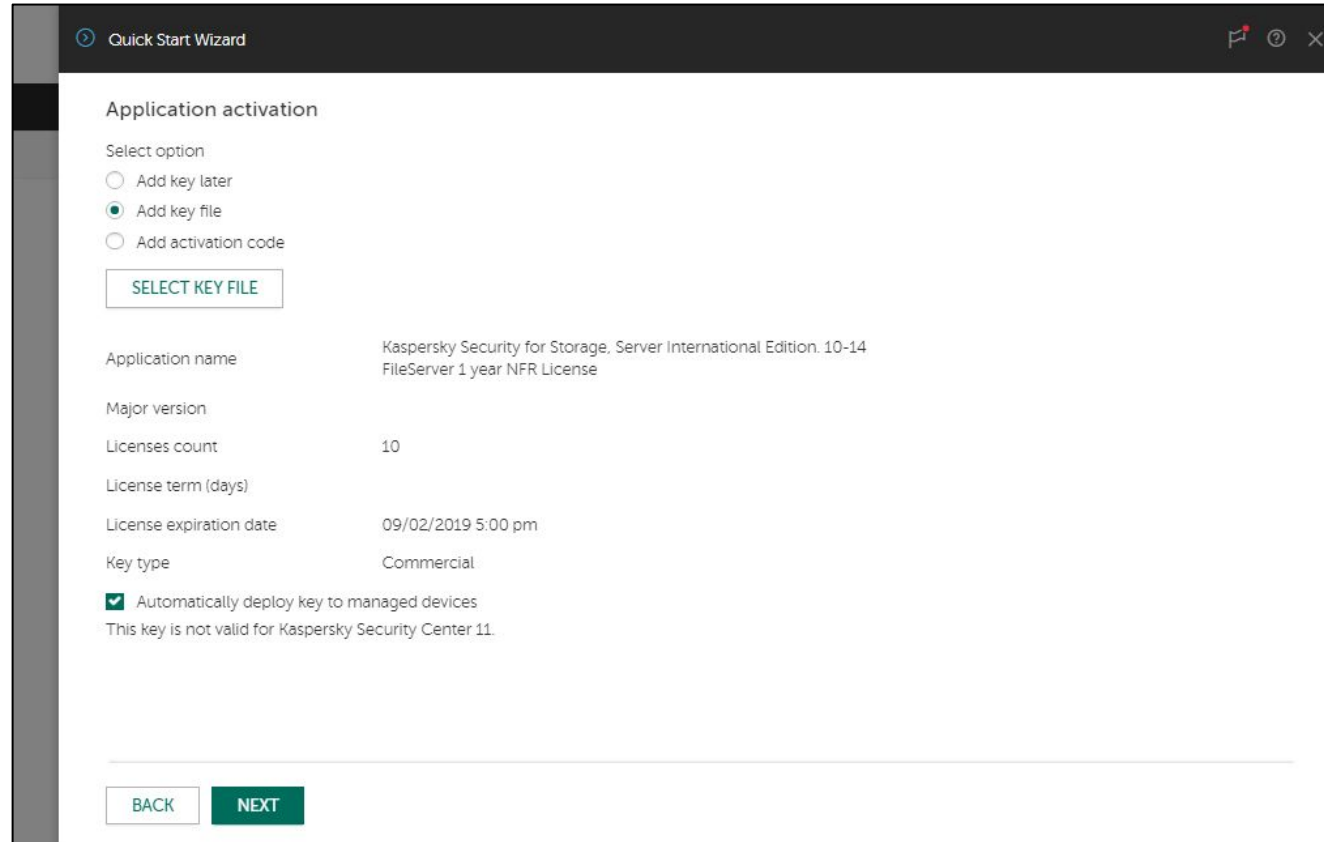 Quick Start Wizard
Application activation
Select option
Add key later
Add key file
Add activation code
SELECT KEY FILE
Application name
Kaspersky Security for Storage, Server International Edition. 10-14
FileServer 1 year NFR License
Major version
Licenses count 10
License term (days)
License expiration date 09/02/2019 5:00 pm
Key type Commercial
Automatically deploy key to managed devices
This key is not valid for Kaspersky Security Center 11.
BACK NEXT